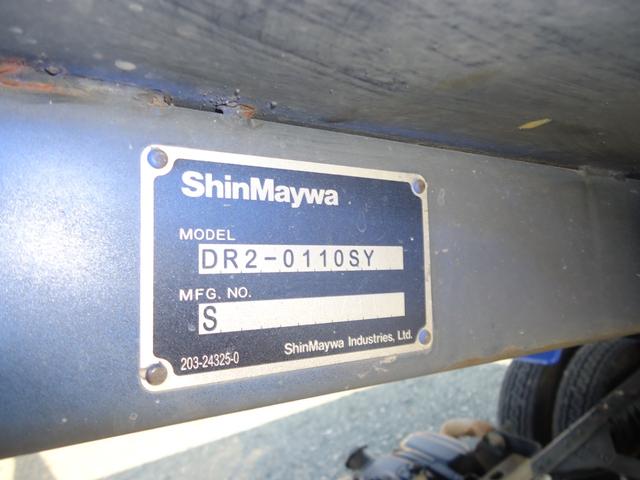 ShinMaywa
MODEL
DR2-0110SY
MFG. NO.
S
203-24325-0 ShinMaywa Industries, Ltd.